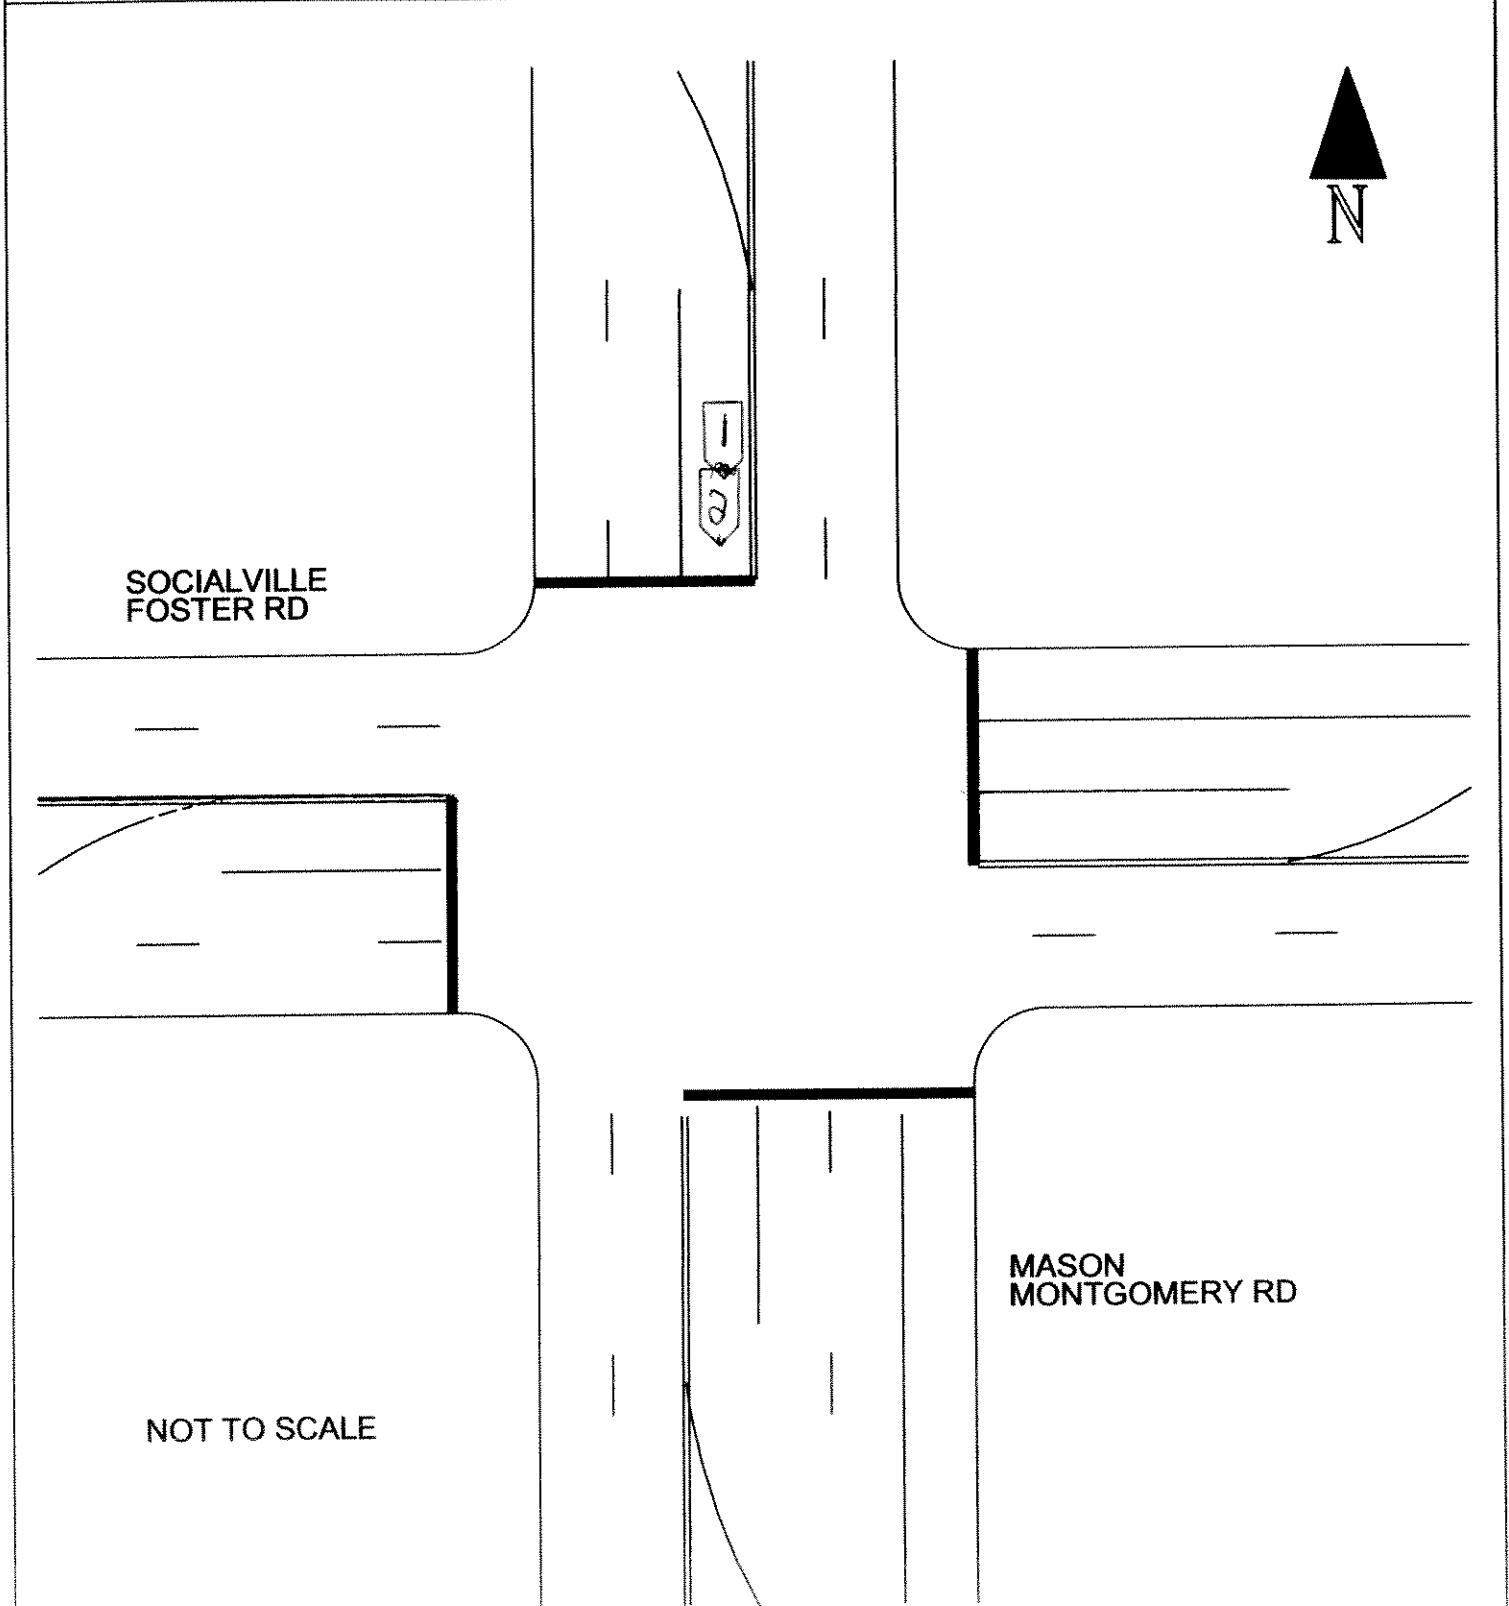 N
1
2
SOCIALVILLE
FOSTER RD
MASON
MONTGOMERY RD
NOT TO SCALE